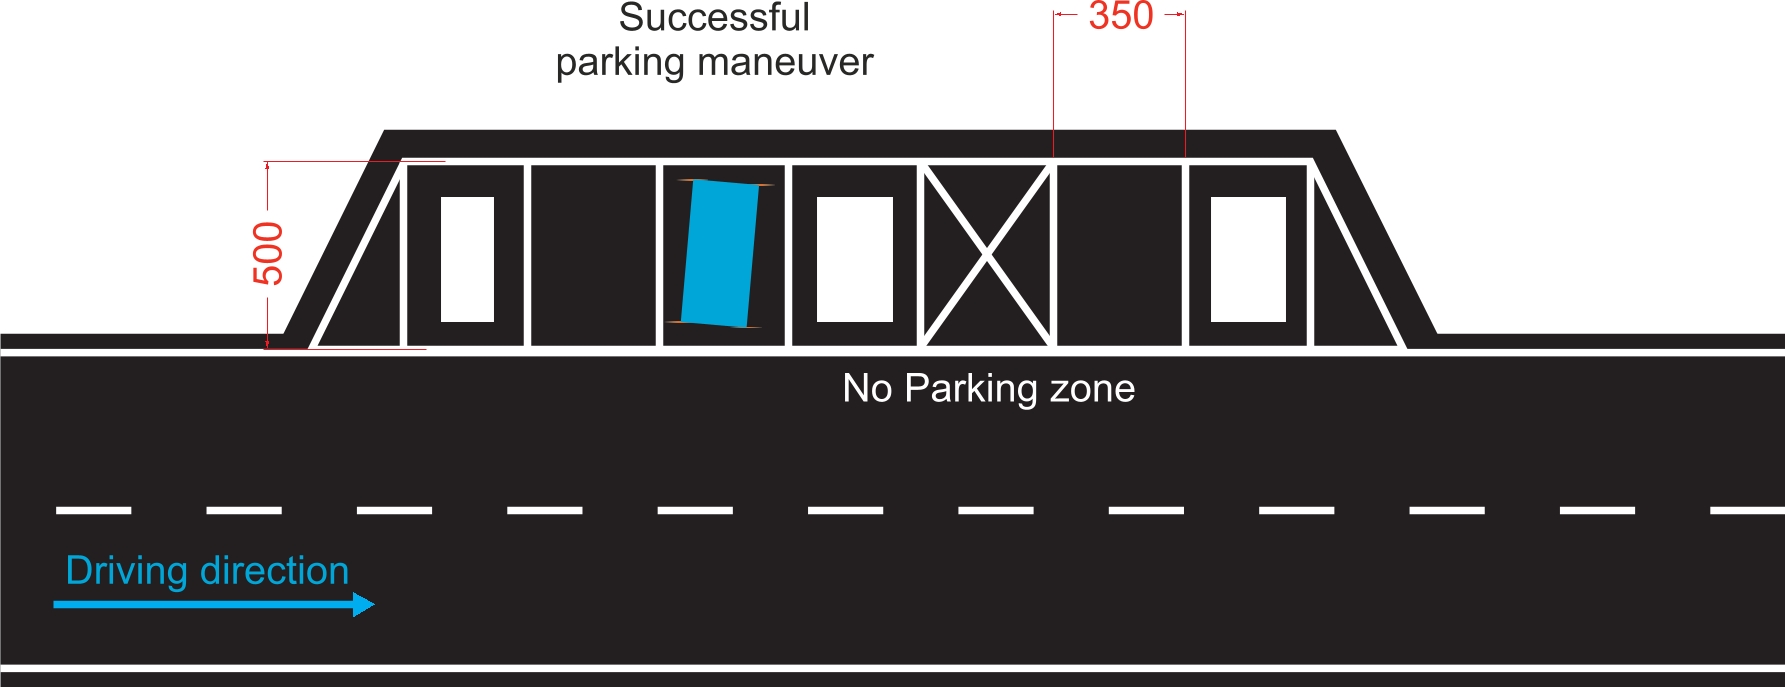 Successful
parking maneuver
350
500
No Parking zone
Driving direction